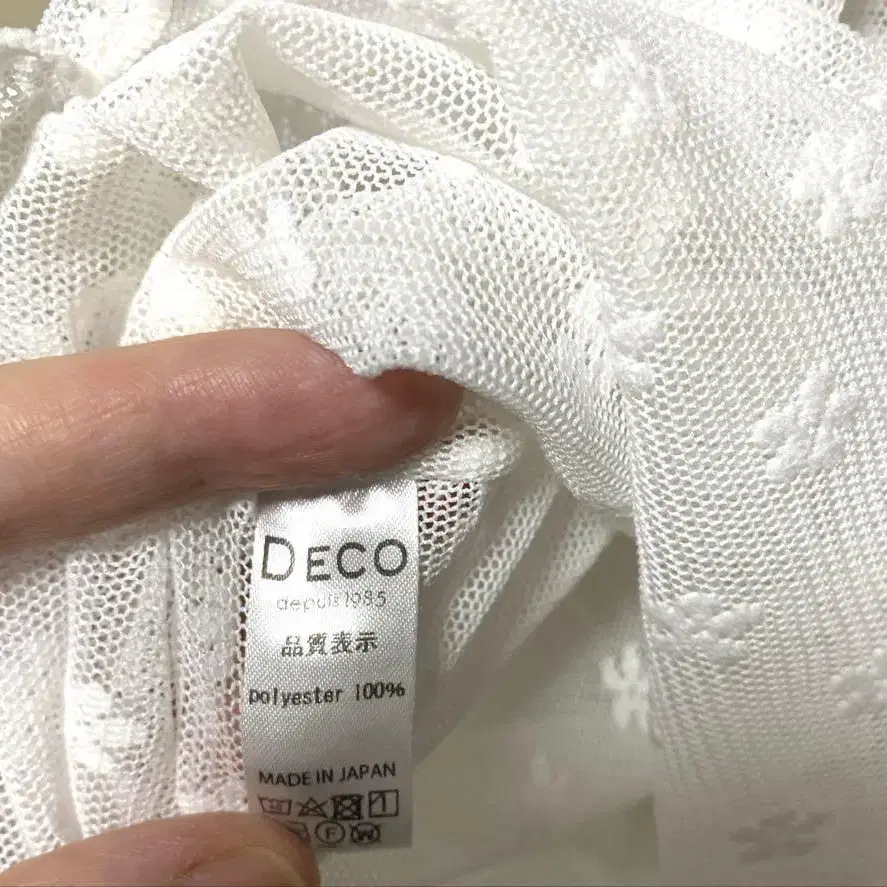 DECO
depuis 1985
品質表示
polyester 100%
MADE IN JAPAN
F
W